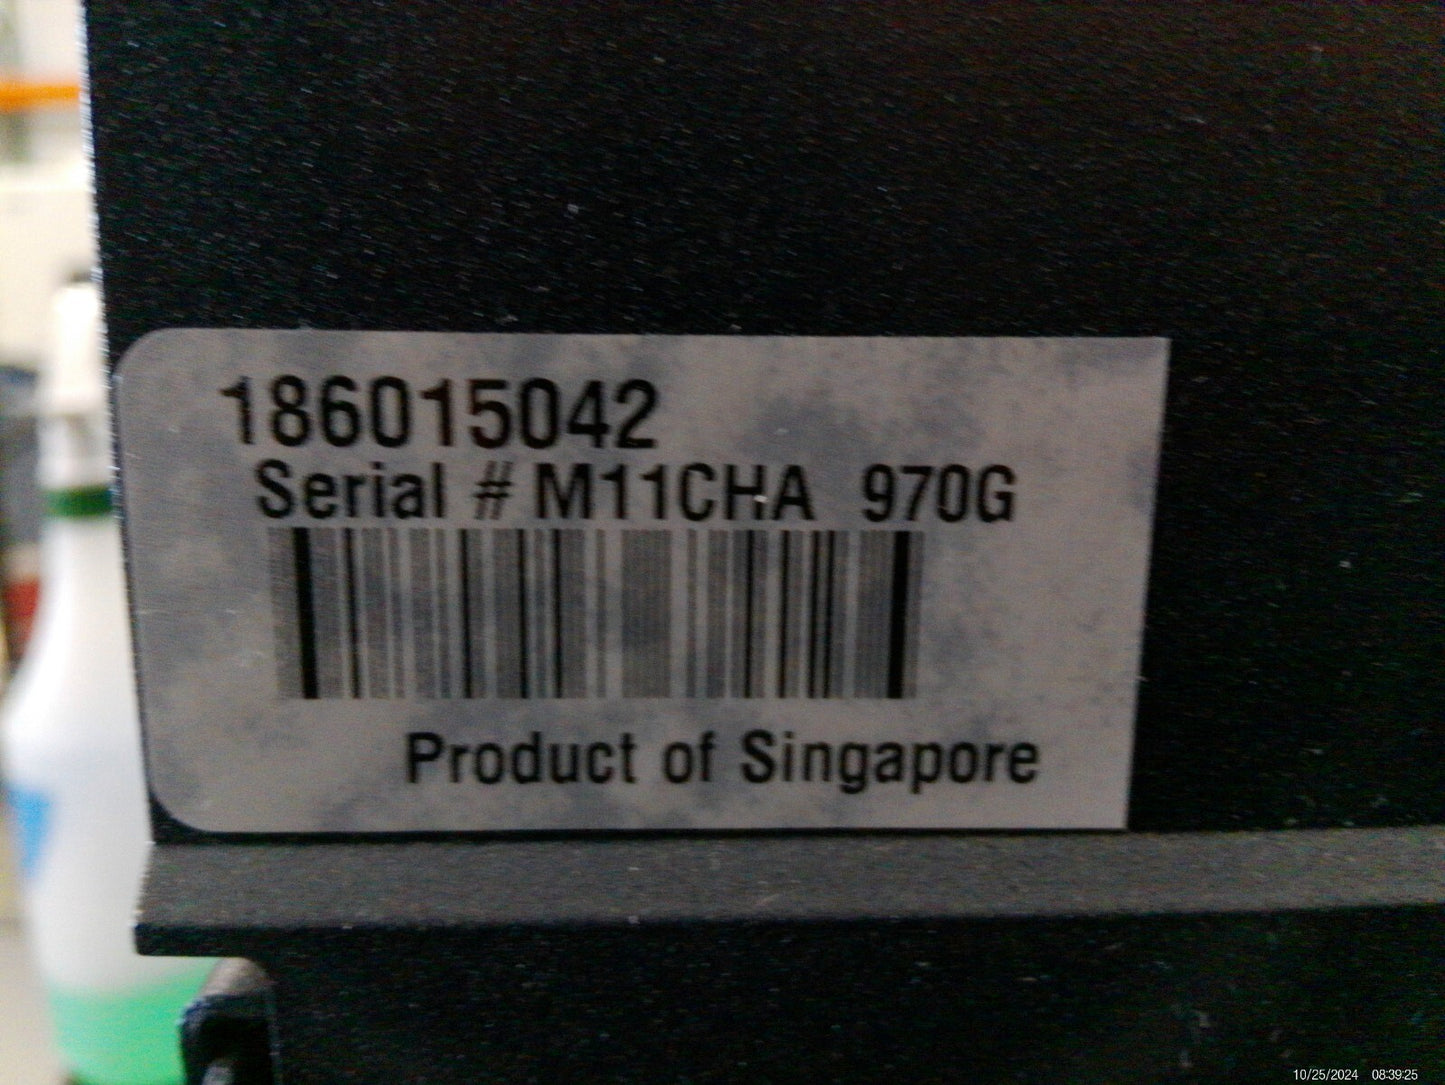 186015042
Serial # M11CHA 970G
Product of Singapore
10/25/2024 08:39:25